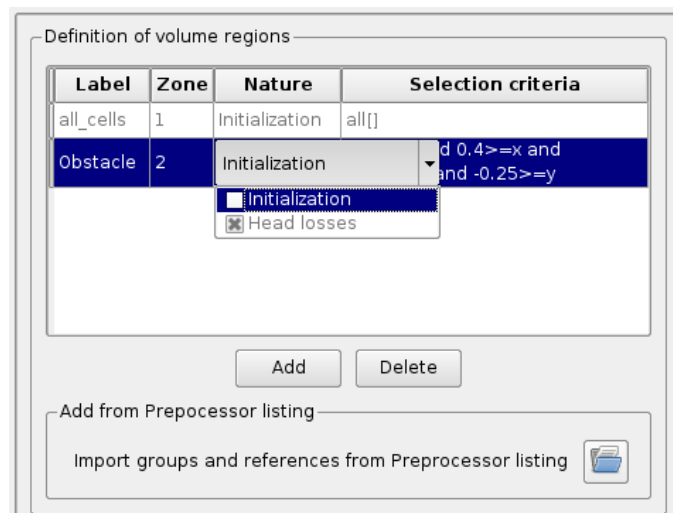 Definition of volume regions
Label Zone Nature Selection criteria
all_cells 1 Initialization all[]
Obstacle 2 Initialization d 0.4>=x and
and -0.25>=y
Initialization
Head losses
Add Delete
Add from Prepocessor listing
Import groups and references from Preprocessor listing